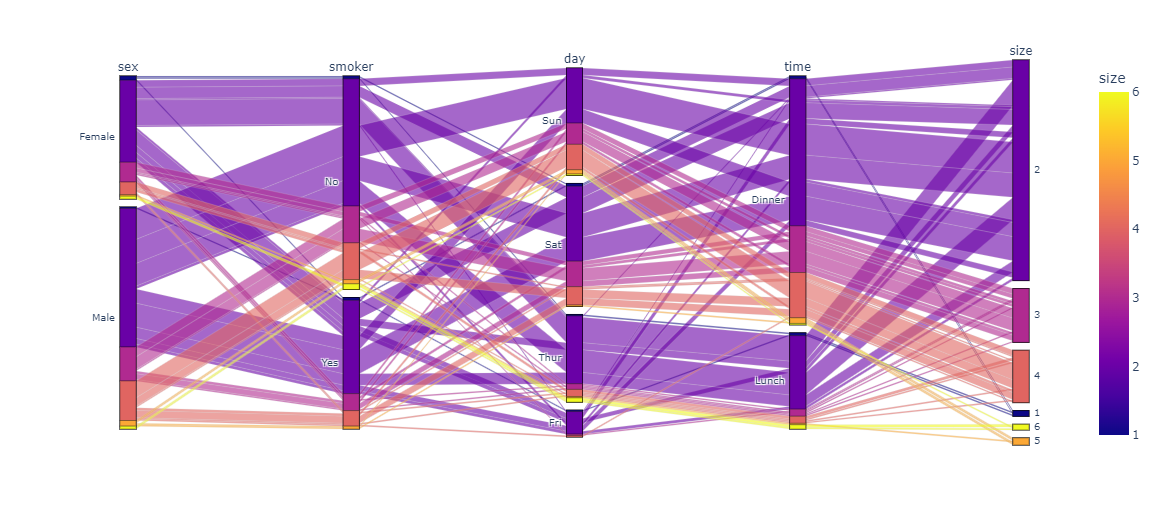 sex
smoker
day
time
size
Female
Male
No
Yes
Sun
Sat
Thur
Fri
Dinner
Lunch
2
3
4
1
6
5
size
6
5
4
3
2
1